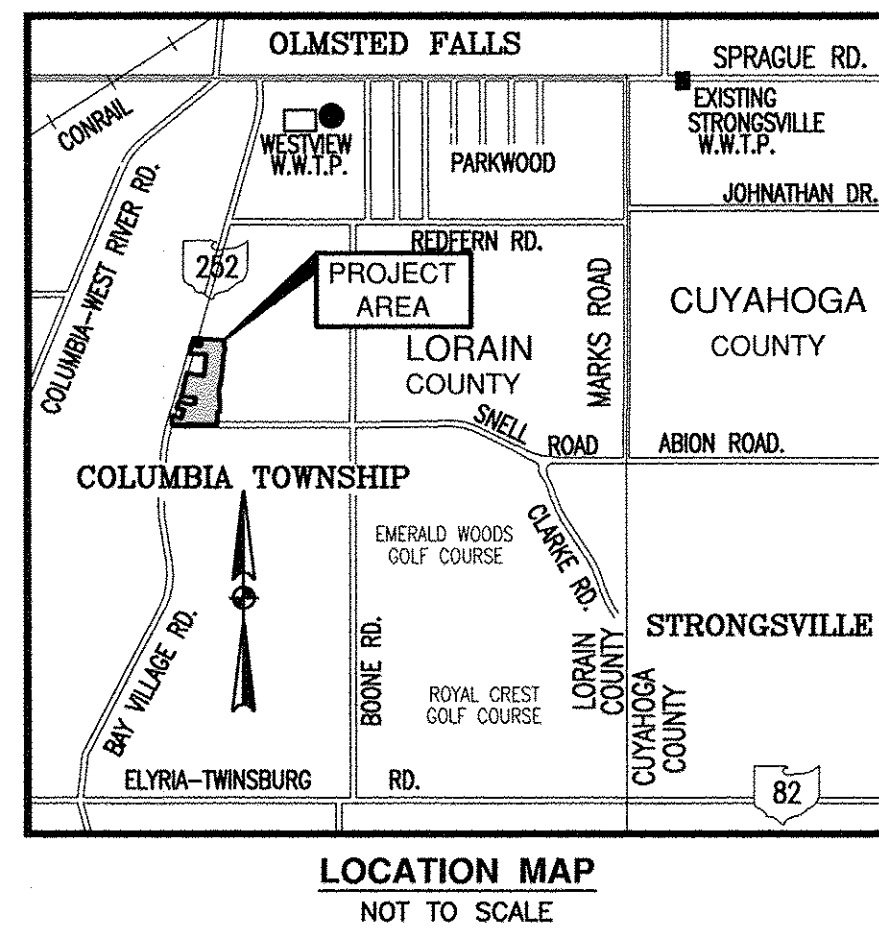 OLMSTED FALLS
SPRAGUE RD.
CONRAIL
WESTVIEW
W.W.T.P.
PARKWOOD
EXISTING
STRONGSVILLE
W.W.T.P.
JOHNATHAN DR.
COLUMBIA-WEST RIVER RD.
252
REDFERN RD.
PROJECT
AREA
LORAIN
COUNTY
MARKS ROAD
CUYAHOGA
COUNTY
SNELL
ROAD
ABION ROAD.
COLUMBIA TOWNSHIP
EMERALD WOODS
GOLF COURSE
CLARKE RD.
BAY VILLAGE RD.
BOONE RD.
ROYAL CREST
GOLF COURSE
LORAIN
COUNTY
CUYAHOGA
COUNTY
STRONGSVILLE
ELYRIA-TWINSBURG
RD.
82
LOCATION MAP
NOT TO SCALE